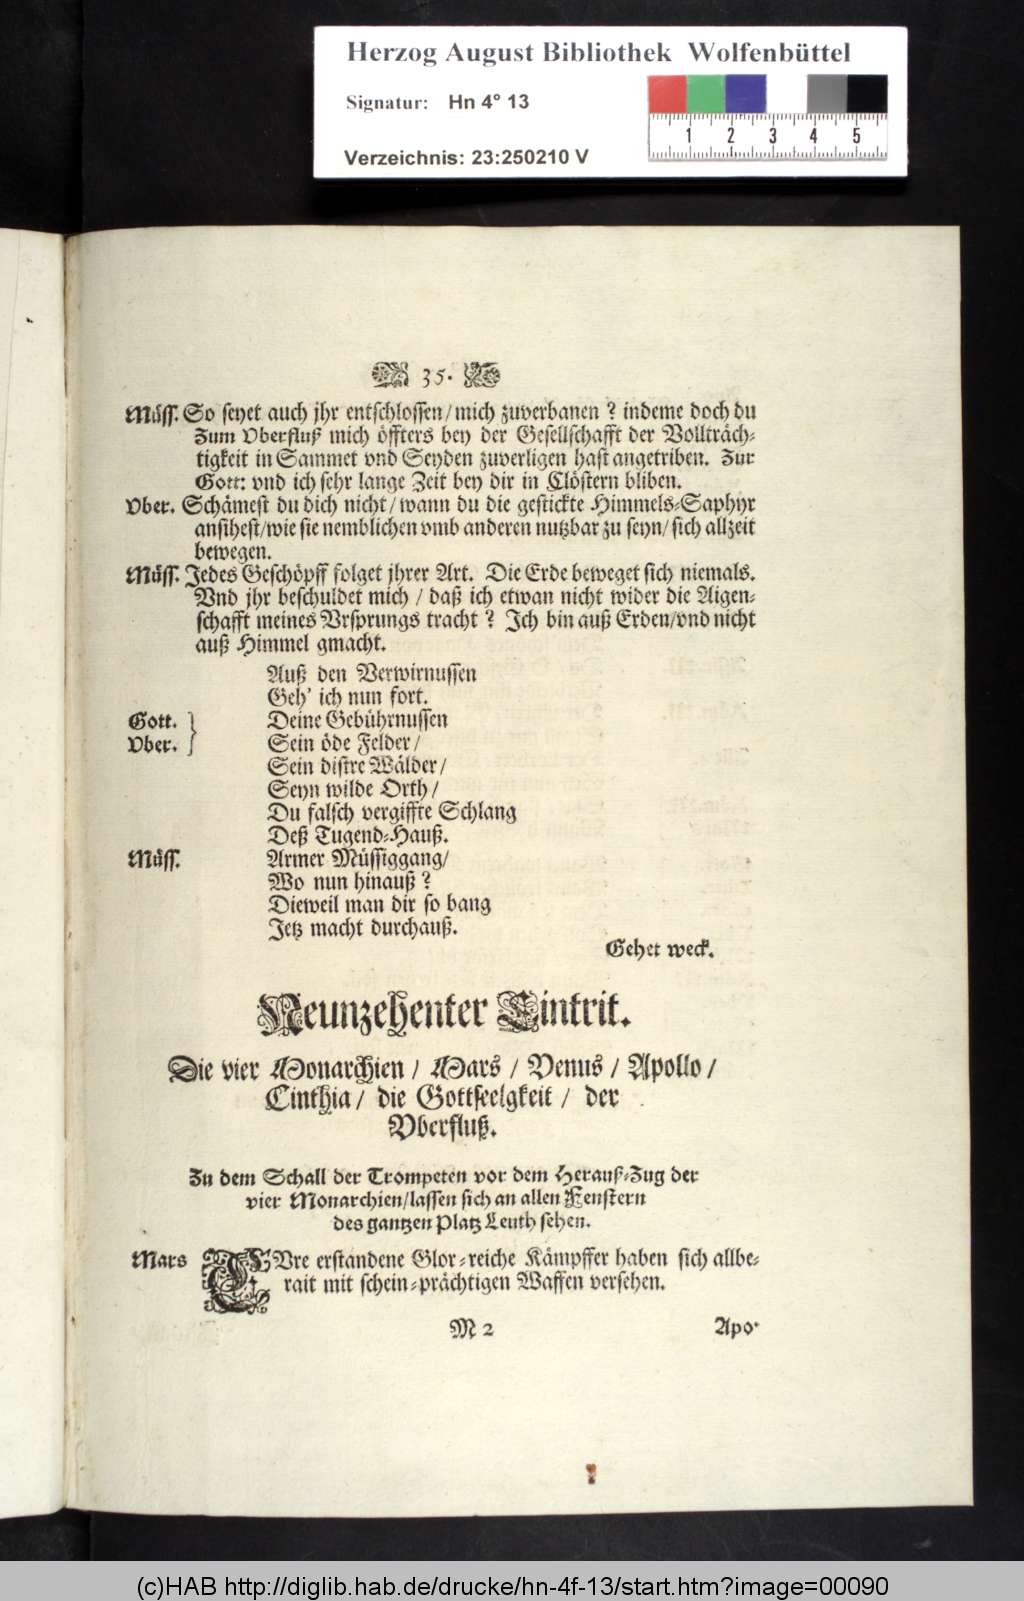 Herzog August Bibliothek Wolfenbüttel
Signatur: Hn 4° 13
Verzeichnis: 23:250210 V
1 2 3 4 5
35.
Müss. So seyet auch jhr entschlossen/mich zuverbanen? indeme doch du
Zum Vberfluß mich öffters bey der Gesellschafft der Vollträch-
tigkeit in Sammet vnd Seyden zuverligen hast angetriben. Zur
Gott: vnd ich sehr lange Zeit bey dir in Clöstern bliben.
Vber. Schämest du dich nicht/wann du die gestickte Himmels-Saphyr
ansihest/wie sie nemblichen vmb anderen nutzbar zu seyn/sich allzeit
bewegen.
Müss. Jedes Geschöpff folget jhrer Art. Die Erde beweget sich niemals.
Vnd jhr beschuldet mich / daß ich etwan nicht wider die Aigen-
schafft meines Vrsprungs tracht? Ich bin auß Erden/vnd nicht
auß Himmel gmacht.
Auß den Verwirnussen
Geh' ich nun fort.
Gott. Deine Gebührnussen
Vber. Sein öde Felder/
Sein distre Wälder/
Seyn wilde Orth/
Du falsch vergiffte Schlang
Deß Tugend-Hauß.
Müss. Armer Müssiggang/
Wo nun hinauß?
Dieweil man dir so bang
Jetz macht durchauß.
Gehet weck.
Neunzehenter Eintrit.
Die vier Monarchien / Mars / Venus / Apollo /
Cinthia / die Gottseelgkeit / der
Vberfluß.
Zu dem Schall der Trompeten vor dem Herauß-Zug der
vier Monarchien/lassen sich an allen Fenstern
des gantzen Platz Leuth sehen.
Mars EVre erstandene Glor-reiche Kämpffer haben sich allbe-
rait mit schein-prächtigen Waffen versehen.
M 2 Apo-
(c)HAB http://diglib.hab.de/drucke/hn-4f-13/start.htm?image=00090